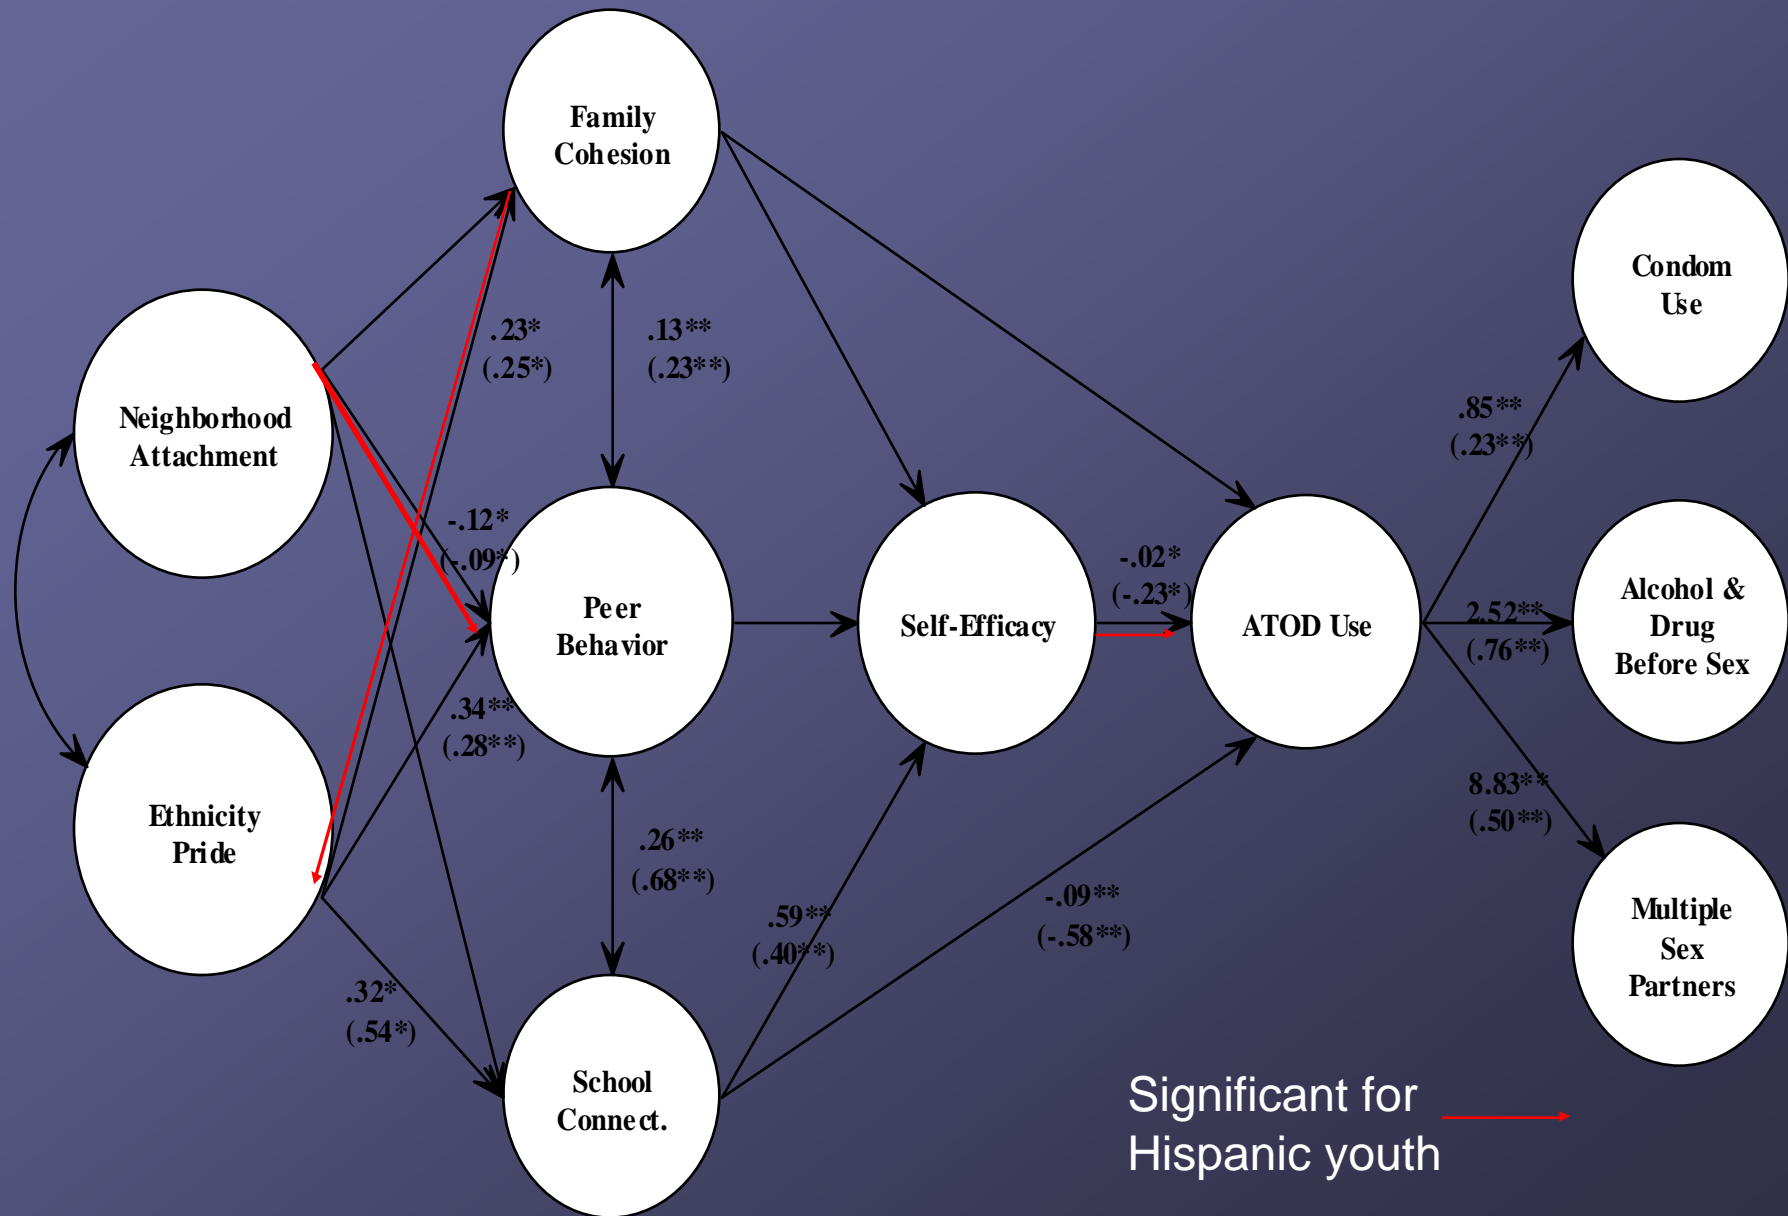 Family
Cohesion
Condom
Use
.23*
(.25*)
.13**
(.23**)
Neighborhood
Attachment
.85**
(.23**)
-.12*
(-.09*)
Peer
Behavior
Self-Efficacy
-.02*
(-.23*)
ATOD Use
2.52**
(.76**)
Alcohol &
Drug
Before Sex
.34**
(.28**)
Ethnicity
Pride
8.83**
(.50**)
.26**
(.68**)
.59**
(.40**)
-.09**
(-.58**)
Multiple
Sex
Partners
.32*
(.54*)
School
Connect.
Significant for
Hispanic youth